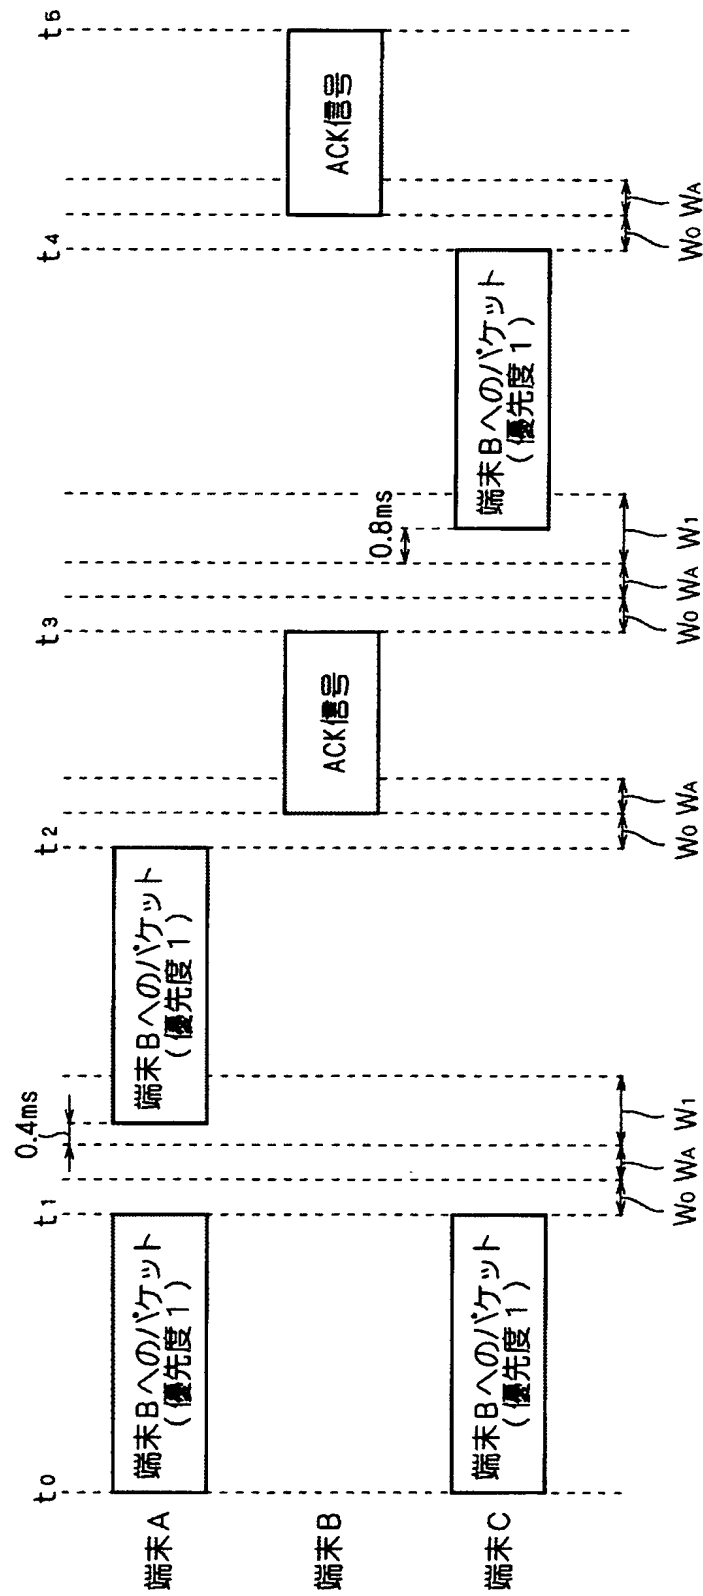 t0 t1 t2 t3 t4 t5
0.4ms
端末A
端末Bへのパケット
(優先度1)
端末Bへのパケット
(優先度1)
端末B
ACK信号
ACK信号
0.8ms
端末C
端末Bへのパケット
(優先度1)
端末Bへのパケット
(優先度1)
W0 WA W1 W0 WA W0 WA W1 W0 WA